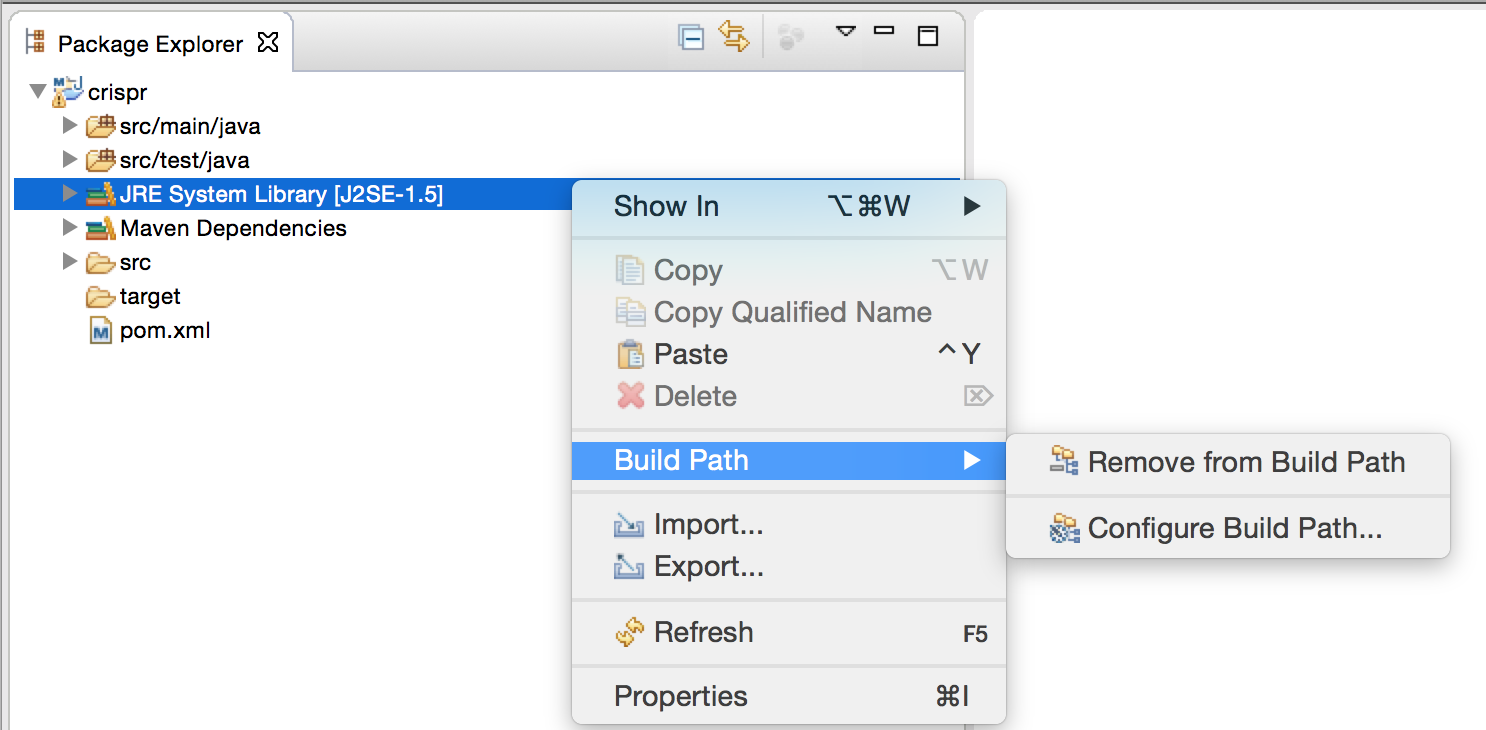 Package Explorer
crispr
src/main/java
src/test/java
JRE System Library [J2SE-1.5]
Maven Dependencies
src
target
pom.xml
Show In ⌥⌘W
Copy ⌥W
Copy Qualified Name
Paste ^Y
Delete ⌦
Build Path
Import...
Export...
Refresh F5
Properties ⌘I
Remove from Build Path
Configure Build Path...